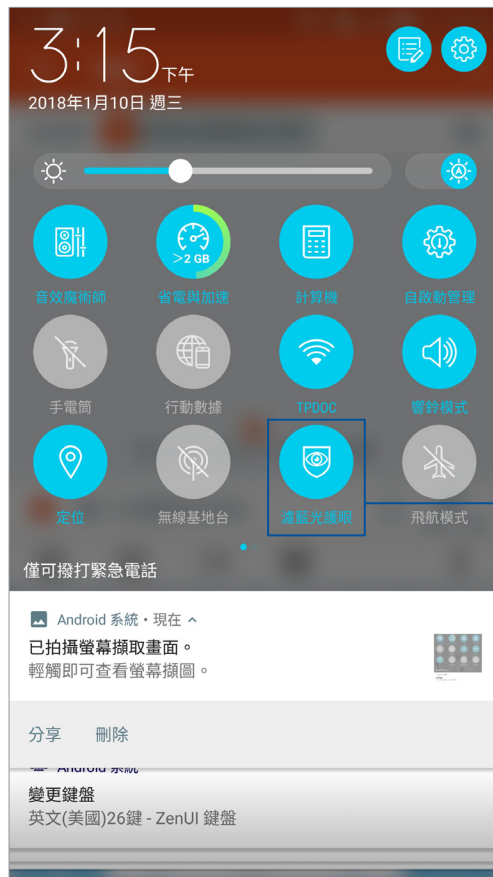 3:15下午
2018年1月10日 週三
A
>2 GB
音效魔術師 省電與加速 計算機 自啟動管理
手電筒 行動數據 TPDOC 響鈴模式
定位 無線基地台 濾藍光護眼 飛航模式
僅可撥打緊急電話
Android 系統・現在
已拍攝螢幕擷取畫面。
輕觸即可查看螢幕擷圖。
分享 刪除
Android 系統
變更鍵盤
英文(美國)26鍵 - ZenUI 鍵盤